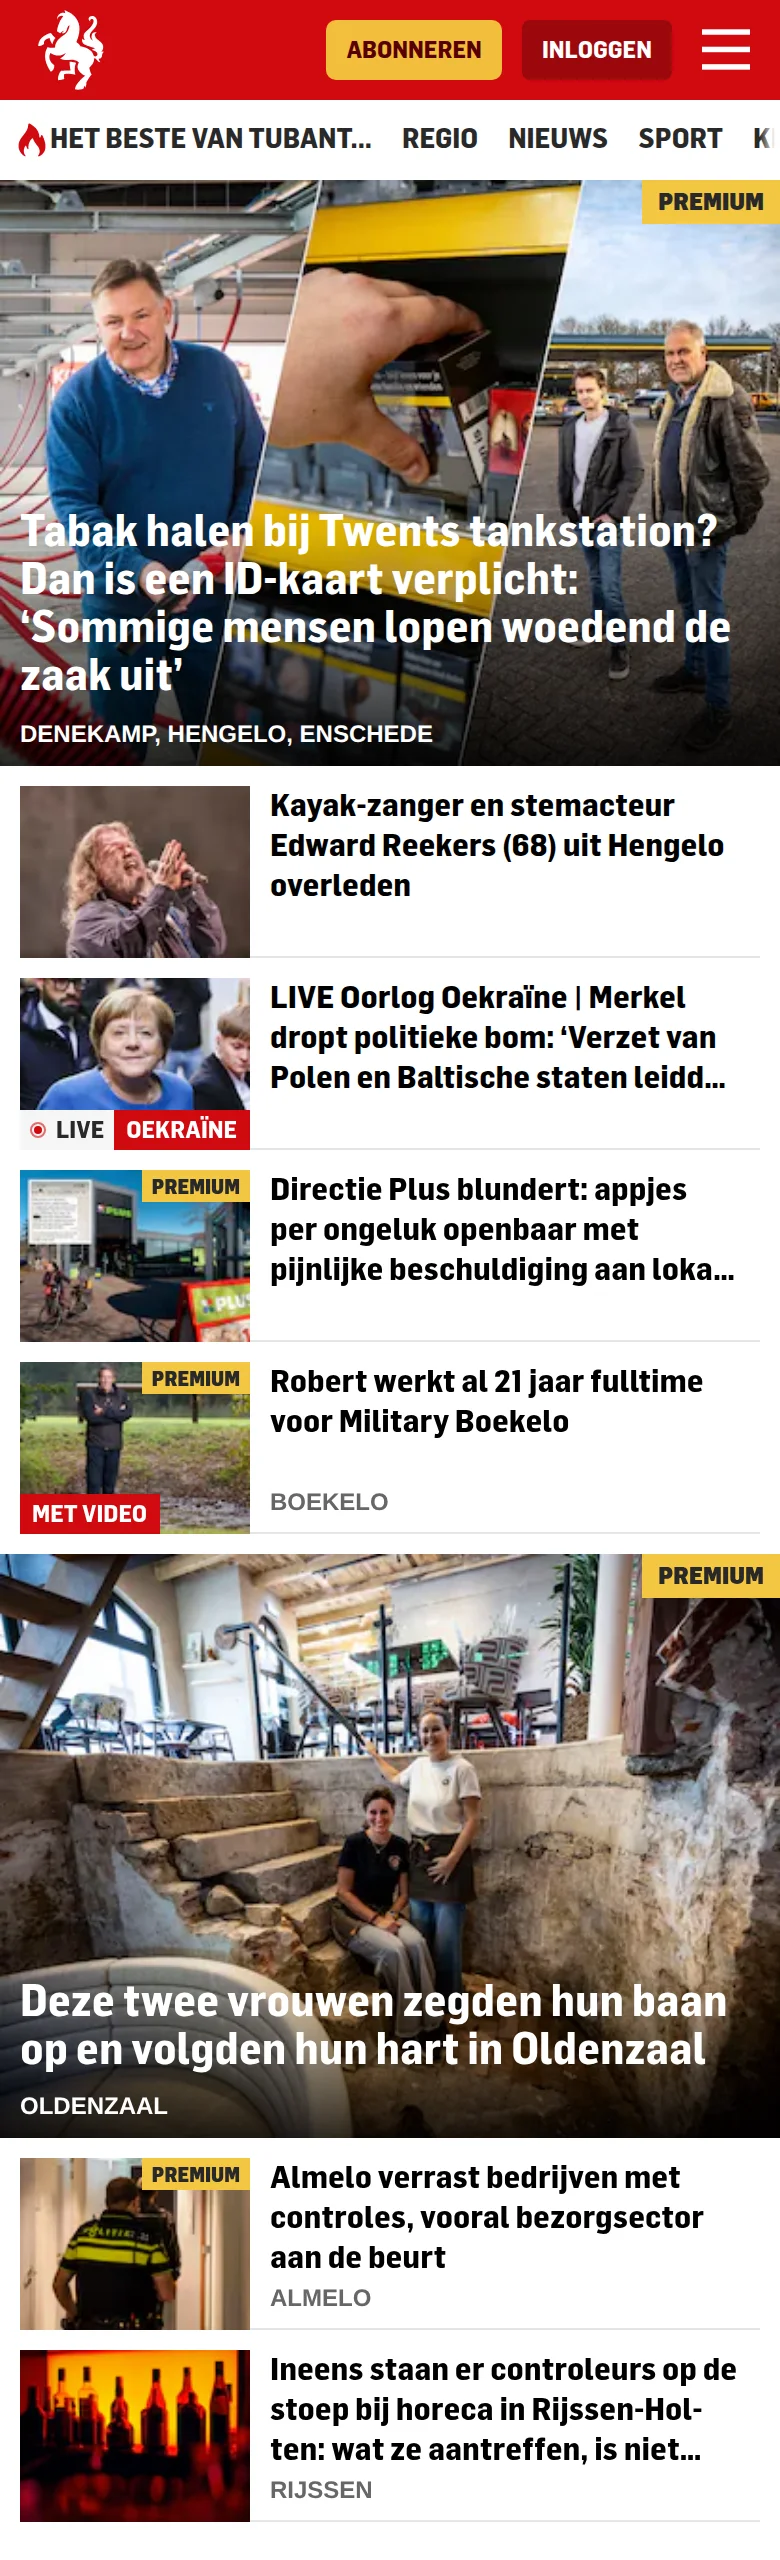 ABONNEREN
INLOGGEN
HET BESTE VAN TUBANT...
REGIO
NIEUWS
SPORT
PREMIUM
Tabak halen bij Twents tankstation?
Dan is een ID-kaart verplicht:
‘Sommige mensen lopen woedend de
zaak uit’
DENEKAMP, HENGELO, ENSCHEDE
Kayak-zanger en stemacteur
Edward Reekers (68) uit Hengelo
overleden
LIVE Oorlog Oekraïne | Merkel
dropt politieke bom: ‘Verzet van
Polen en Baltische staten leidd...
LIVE
OEKRAÏNE
PREMIUM
PLUS
Directie Plus blundert: appjes
per ongeluk openbaar met
pijnlijke beschuldiging aan loka...
PREMIUM
MET VIDEO
Robert werkt al 21 jaar fulltime
voor Military Boekelo
BOEKELO
PREMIUM
Deze twee vrouwen zegden hun baan
op en volgden hun hart in Oldenzaal
OLDENZAAL
PREMIUM
Almelo verrast bedrijven met
controles, vooral bezorgsector
aan de beurt
ALMELO
Ineens staan er controleurs op de
stoep bij horeca in Rijssen-Hol-
ten: wat ze aantreffen, is niet...
RIJSSEN